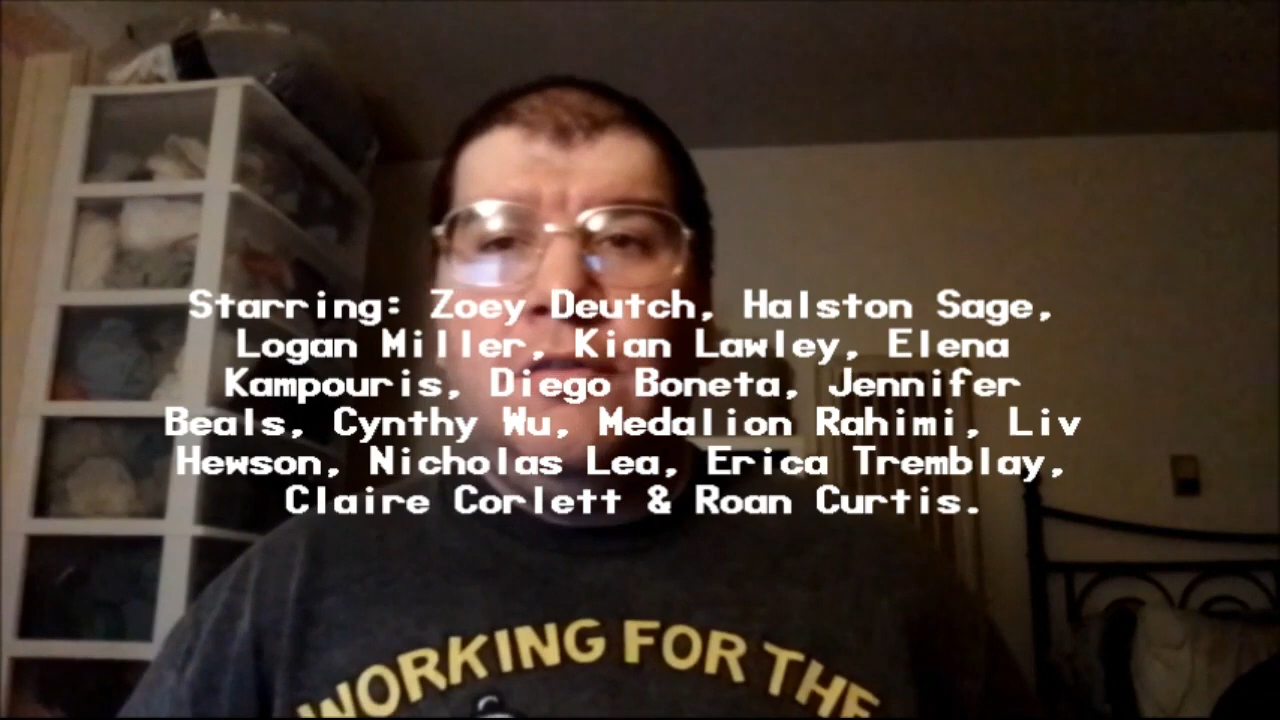 Starring: Zoey Deutch, Halston Sage,
Logan Miller, Kian Lawley, Elena
Kampouris, Diego Boneta, Jennifer
Beals, Cynthy Wu, Medalion Rahimi, Liv
Hewson, Nicholas Lea, Erica Tremblay,
Claire Corlett & Roan Curtis.
WORKING FOR THE